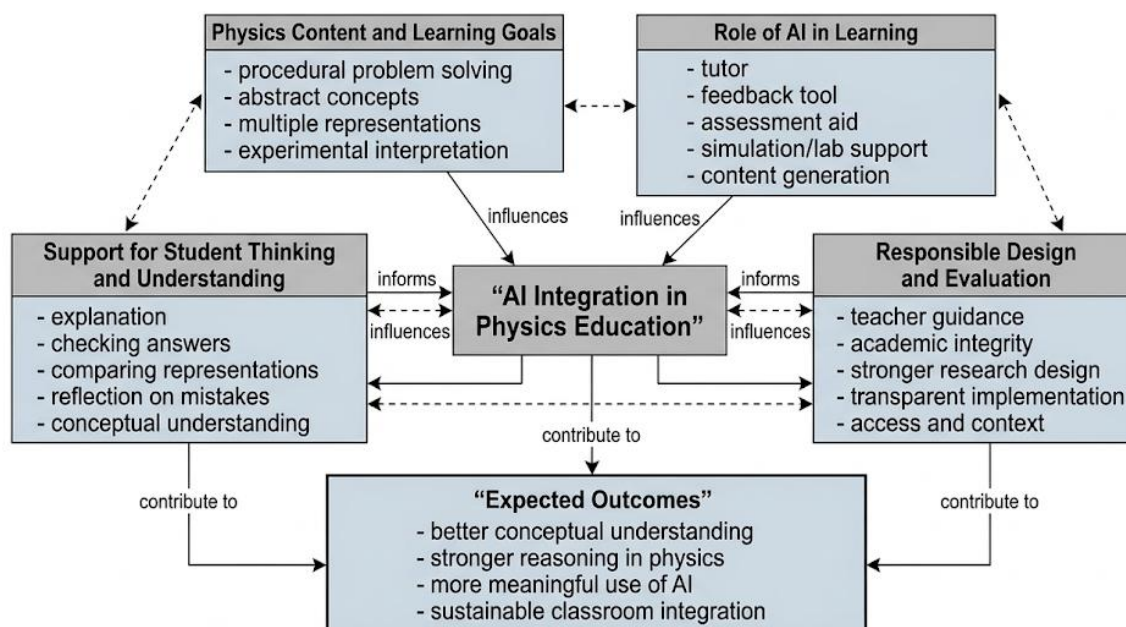 Physics Content and Learning Goals
- procedural problem solving
- abstract concepts
- multiple representations
- experimental interpretation
Role of AI in Learning
- tutor
- feedback tool
- assessment aid
- simulation/lab support
- content generation
influences
influences
Support for Student Thinking
and Understanding
- explanation
- checking answers
- comparing representations
- reflection on mistakes
- conceptual understanding
informs
influences
“AI Integration in
Physics Education”
informs
influences
Responsible Design
and Evaluation
- teacher guidance
- academic integrity
- stronger research design
- transparent implementation
- access and context
contribute to
contribute to
contribute to
“Expected Outcomes”
- better conceptual understanding
- stronger reasoning in physics
- more meaningful use of AI
- sustainable classroom integration